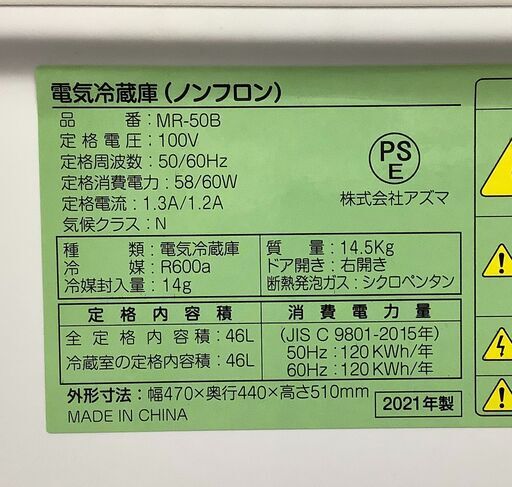 電気冷蔵庫(ノンフロン)
品番:MR-50B
定格電圧:100V
定格周波数:50/60Hz
定格消費電力:58/60W
定格電流:1.3A/1.2A
気候クラス:N
PS
E
株式会社アズマ
種類:電気冷蔵庫
冷媒:R600a
冷媒封入量:14g
質量:14.5Kg
ドア開き:右開き
断熱発泡ガス:シクロペンタン
定格内容積
全定格内容積:46L
冷蔵室の定格内容積:46L
消費電力量
(JIS C 9801-2015年)
50Hz:120KWh/年
60Hz:120KWh/年
外形寸法:幅470×奥行440×高さ510mm
MADE IN CHINA
2021年製